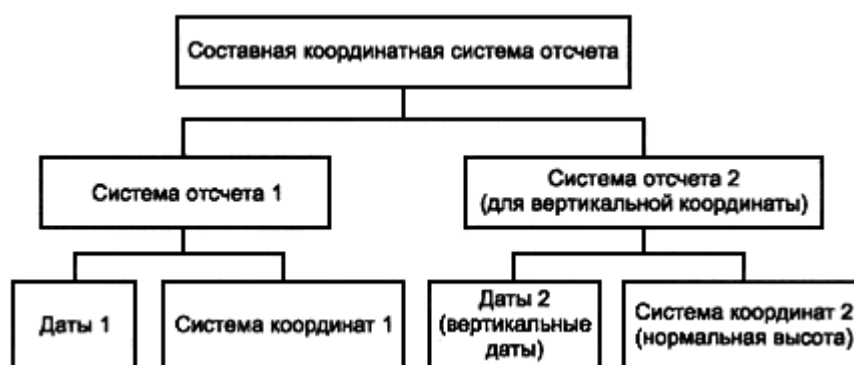 Составная координатная система отсчета
Система отсчета 1
Система отсчета 2
(для вертикальной координаты)
Даты 1
Система координат 1
Даты 2
(вертикальные
даты)
Система координат 2
(нормальная высота)